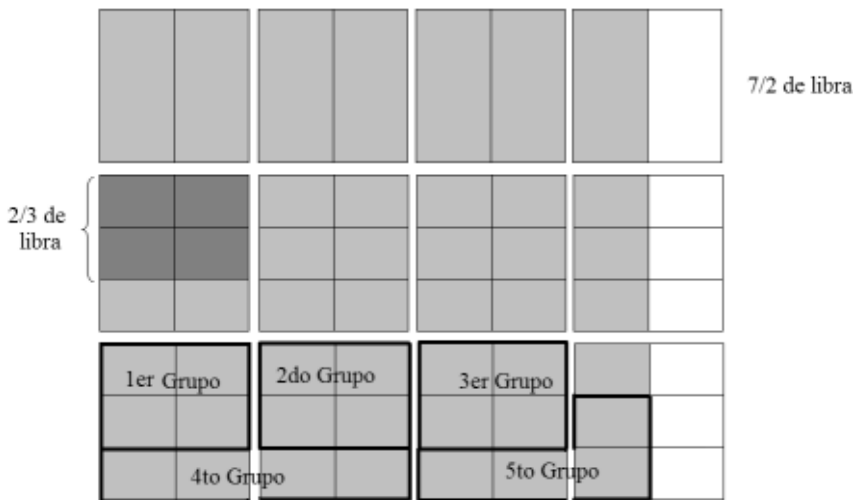 7/2 de libra
2/3 de
libra
1er Grupo
2do Grupo
3er Grupo
4to Grupo
5to Grupo